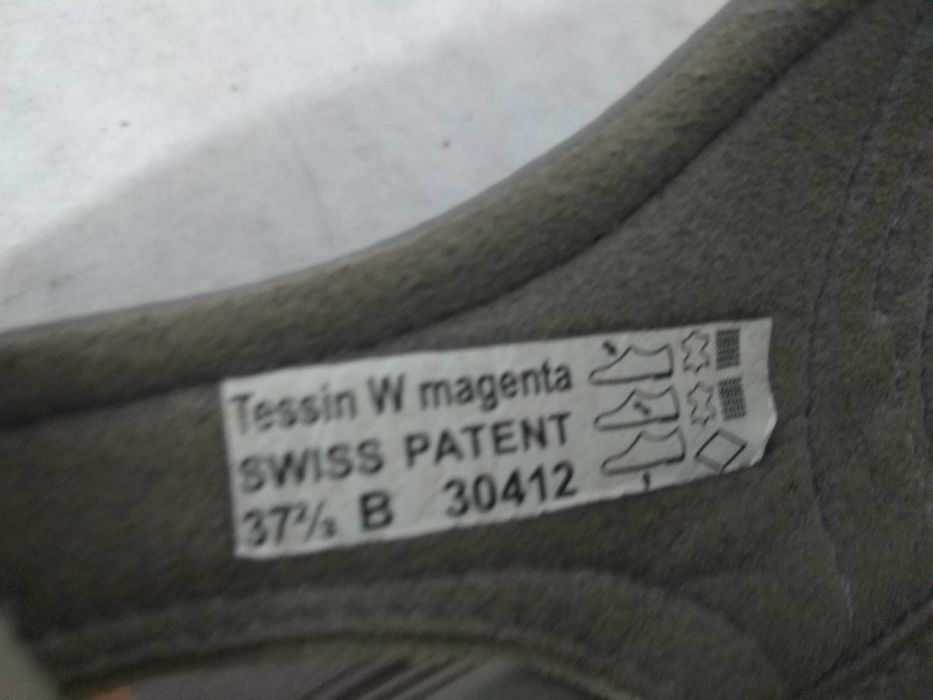 Tessin W magenta
SWISS PATENT
37⅔ B 30412